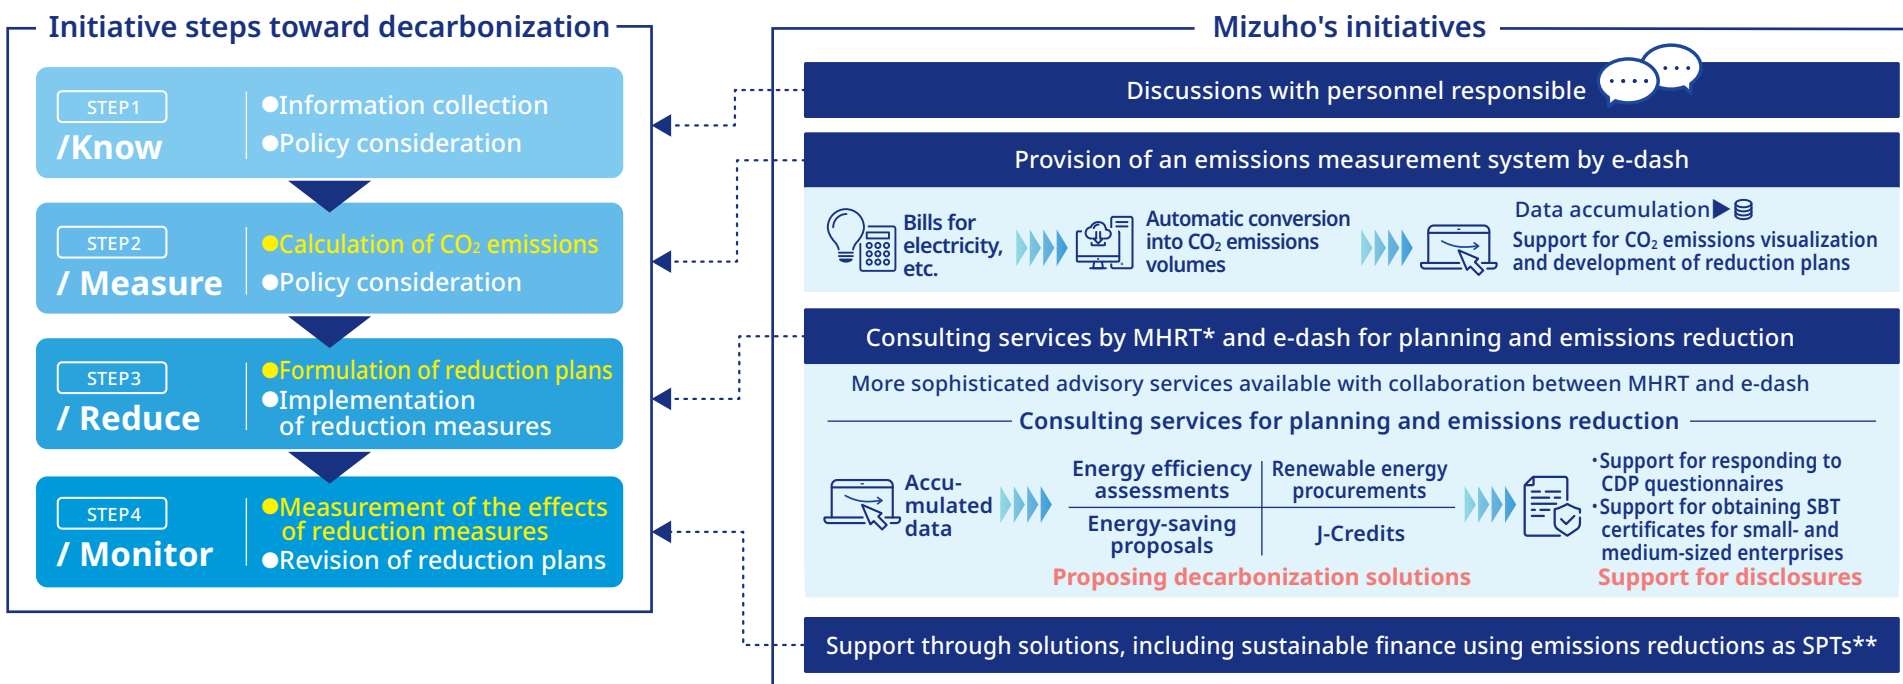 Initiative steps toward decarbonization
STEP1
/Know
●Information collection
●Policy consideration
STEP2
/ Measure
●Calculation of CO₂ emissions
●Policy consideration
STEP3
/ Reduce
●Formulation of reduction plans
●Implementation
of reduction measures
STEP4
/ Monitor
●Measurement of the effects
of reduction measures
●Revision of reduction plans
Mizuho's initiatives
Discussions with personnel responsible
Provision of an emissions measurement system by e-dash
Bills for
electricity,
etc.
Automatic conversion
into CO₂ emissions
volumes
Data accumulation▶
Support for CO₂ emissions visualization
and development of reduction plans
Consulting services by MHRT* and e-dash for planning and emissions reduction
More sophisticated advisory services available with collaboration between MHRT and e-dash
Consulting services for planning and emissions reduction
Accu-
mulated
data
Energy efficiency
assessments
Renewable energy
procurements
Energy-saving
proposals
J-Credits
Proposing decarbonization solutions
・Support for responding to
CDP questionnaires
・Support for obtaining SBT
certificates for small- and
medium-sized enterprises
Support for disclosures
Support through solutions, including sustainable finance using emissions reductions as SPTs**